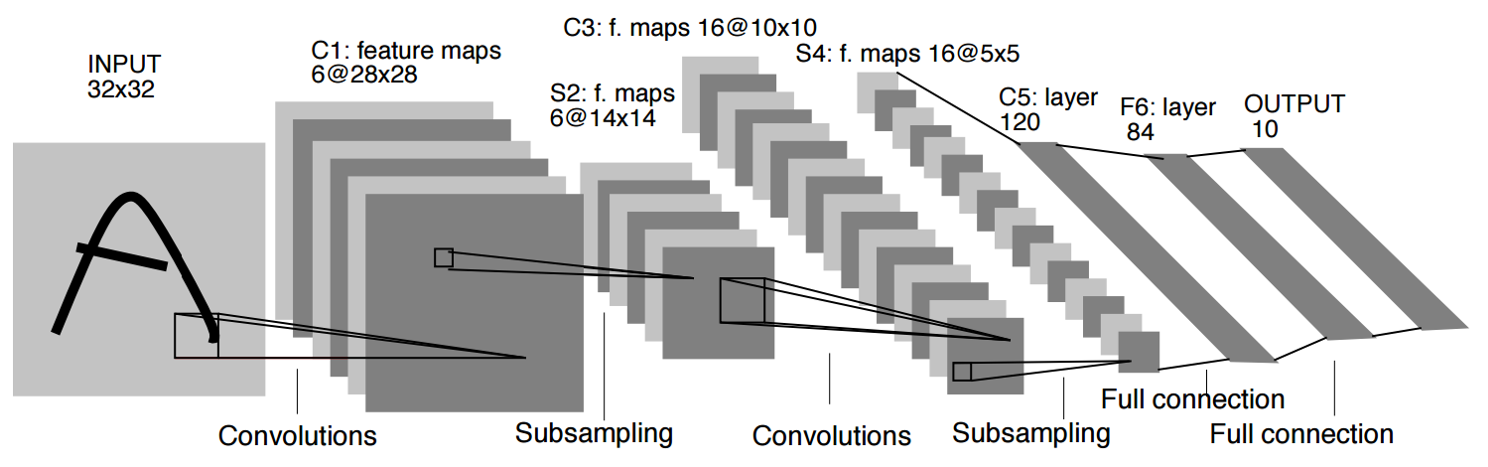 INPUT
32x32
C1: feature maps
6@28x28
C3: f. maps 16@10x10
S2: f. maps
6@14x14
S4: f. maps 16@5x5
C5: layer
120
F6: layer
84
OUTPUT
10
Convolutions
Subsampling
Convolutions
Subsampling
Full connection
Full connection